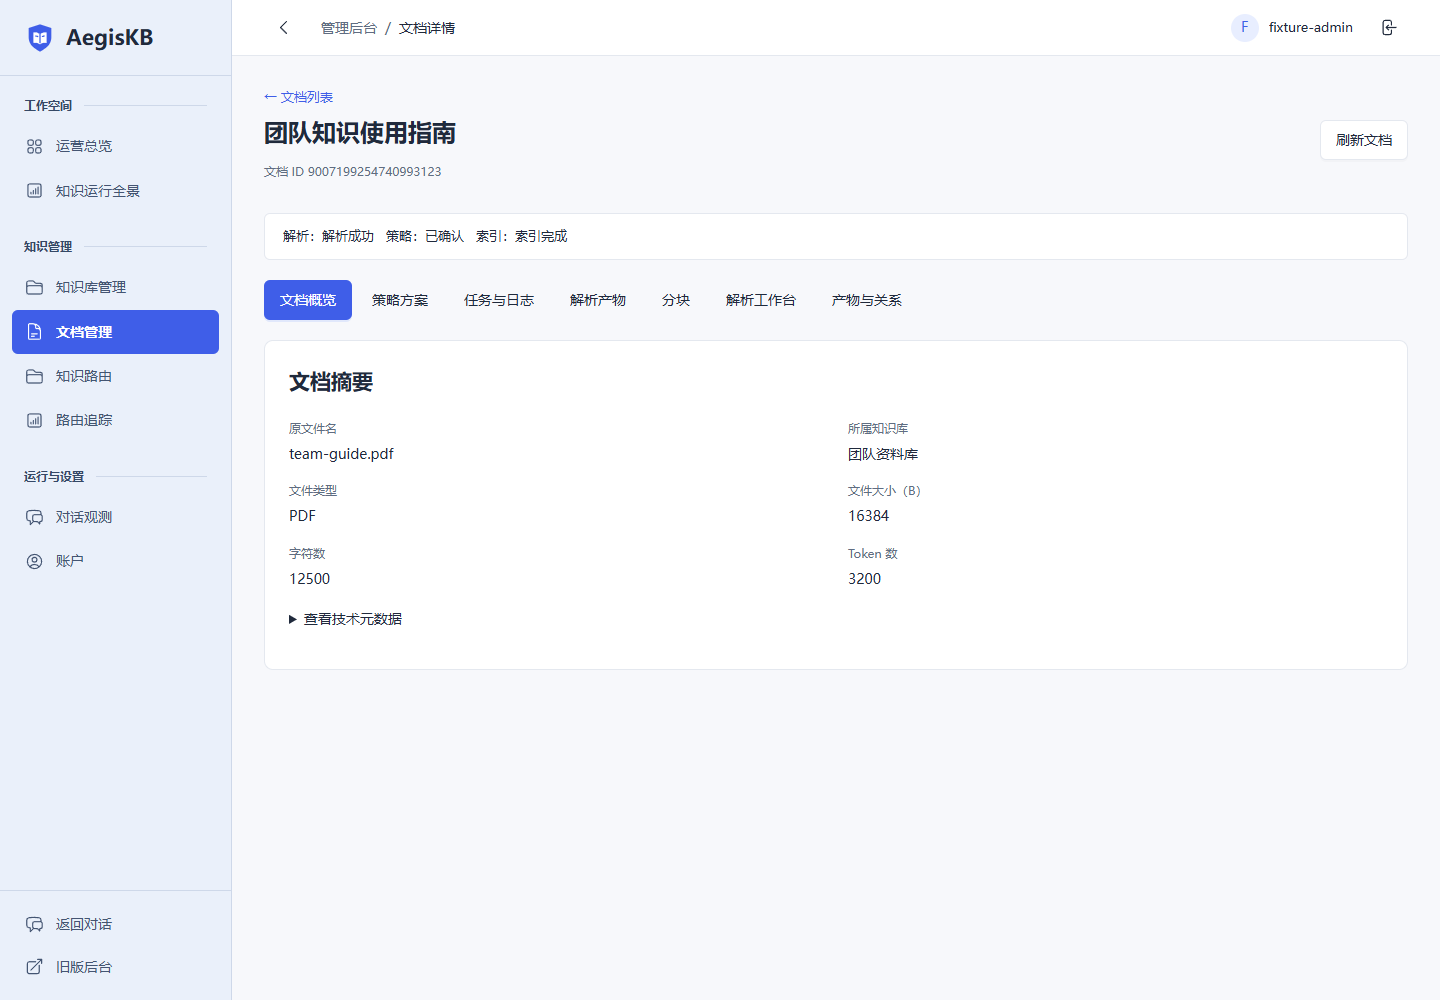 AegisKB
工作空间
运营总览
知识运行全景
知识管理
知识库管理
文档管理
知识路由
路由追踪
运行与设置
对话观测
账户
返回对话
旧版后台
管理后台 / 文档详情
F fixture-admin
← 文档列表
团队知识使用指南
文档 ID 9007199254740993123
刷新文档
解析：解析成功 策略：已确认 索引：索引完成
文档概览 策略方案 任务与日志 解析产物 分块 解析工作台 产物与关系
文档摘要
原文件名
team-guide.pdf
所属知识库
团队资料库
文件类型
PDF
文件大小（B）
16384
字符数
12500
Token 数
3200
查看技术元数据